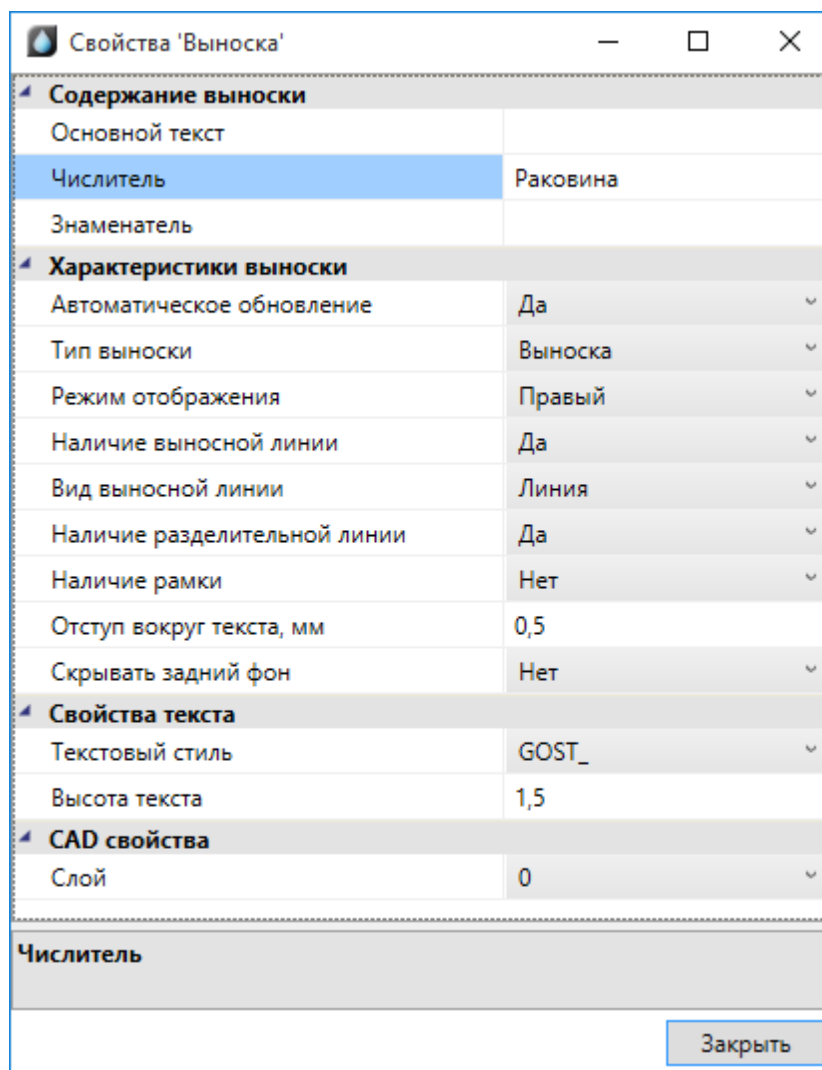 Свойства 'Выноска'
Содержание выноски
Основной текст
Числитель Раковина
Знаменатель
Характеристики выноски
Автоматическое обновление Да
Тип выноски Выноска
Режим отображения Правый
Наличие выносной линии Да
Вид выносной линии Линия
Наличие разделительной линии Да
Наличие рамки Нет
Отступ вокруг текста, мм 0,5
Скрывать задний фон Нет
Свойства текста
Текстовый стиль GOST_
Высота текста 1,5
CAD свойства
Слой 0
Числитель
Закрыть